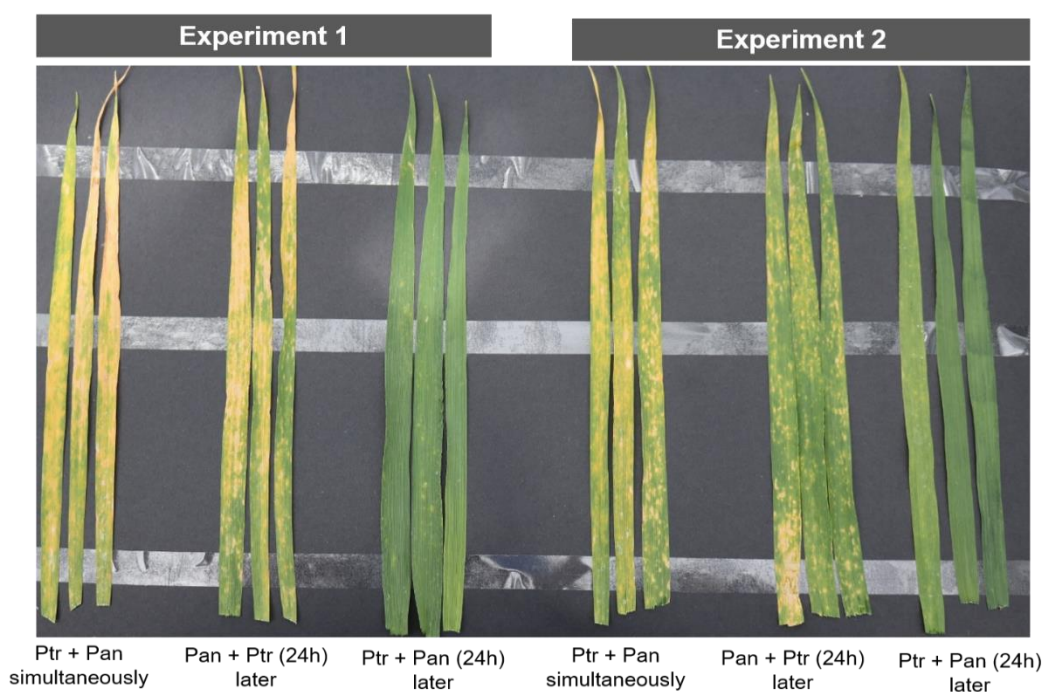 Experiment 1
Experiment 2
Ptr + Pan
simultaneously
Pan + Ptr (24h)
later
Ptr + Pan (24h)
later
Ptr + Pan
simultaneously
Pan + Ptr (24h)
later
Ptr + Pan (24h)
later